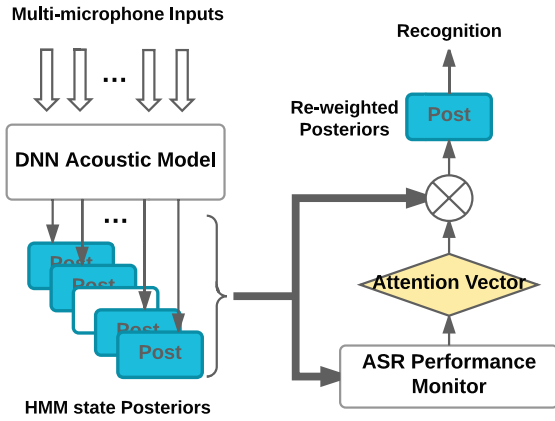 Multi-microphone Inputs
...
DNN Acoustic Model
...
Post
Post
Post
Post
HMM state Posteriors
Recognition
Re-weighted
Posteriors
Post
Attention Vector
ASR Performance
Monitor